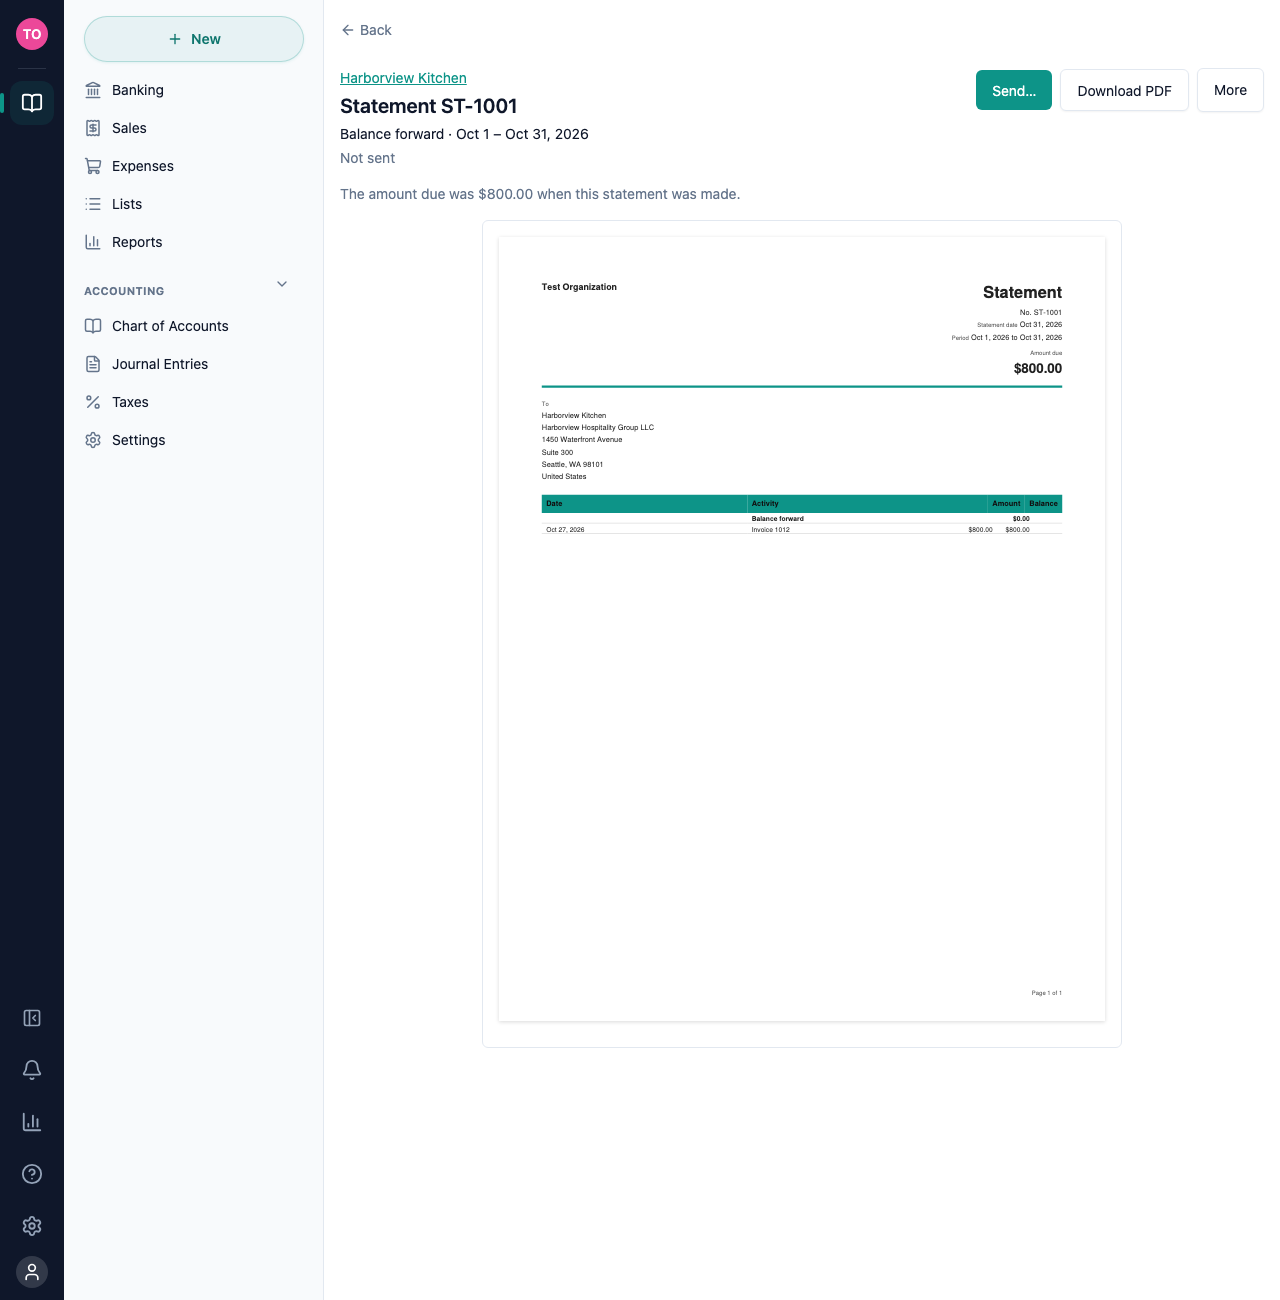 TO
New
Banking
Sales
Expenses
Lists
Reports
ACCOUNTING
Chart of Accounts
Journal Entries
Taxes
Settings
Back
Harborview Kitchen
Statement ST-1001
Balance forward · Oct 1 – Oct 31, 2026
Not sent
Send...
Download PDF
More
The amount due was $800.00 when this statement was made.
Test Organization
Statement
No. ST-1001
Statement date Oct 31, 2026
Period Oct 1, 2026 to Oct 31, 2026
Amount due
$800.00
To
Harborview Kitchen
Harborview Hospitality Group LLC
1450 Waterfront Avenue
Suite 300
Seattle, WA 98101
United States
Date Activity Amount Balance
Balance forward $0.00
Oct 27, 2026 Invoice 1012 $800.00 $800.00
Page 1 of 1